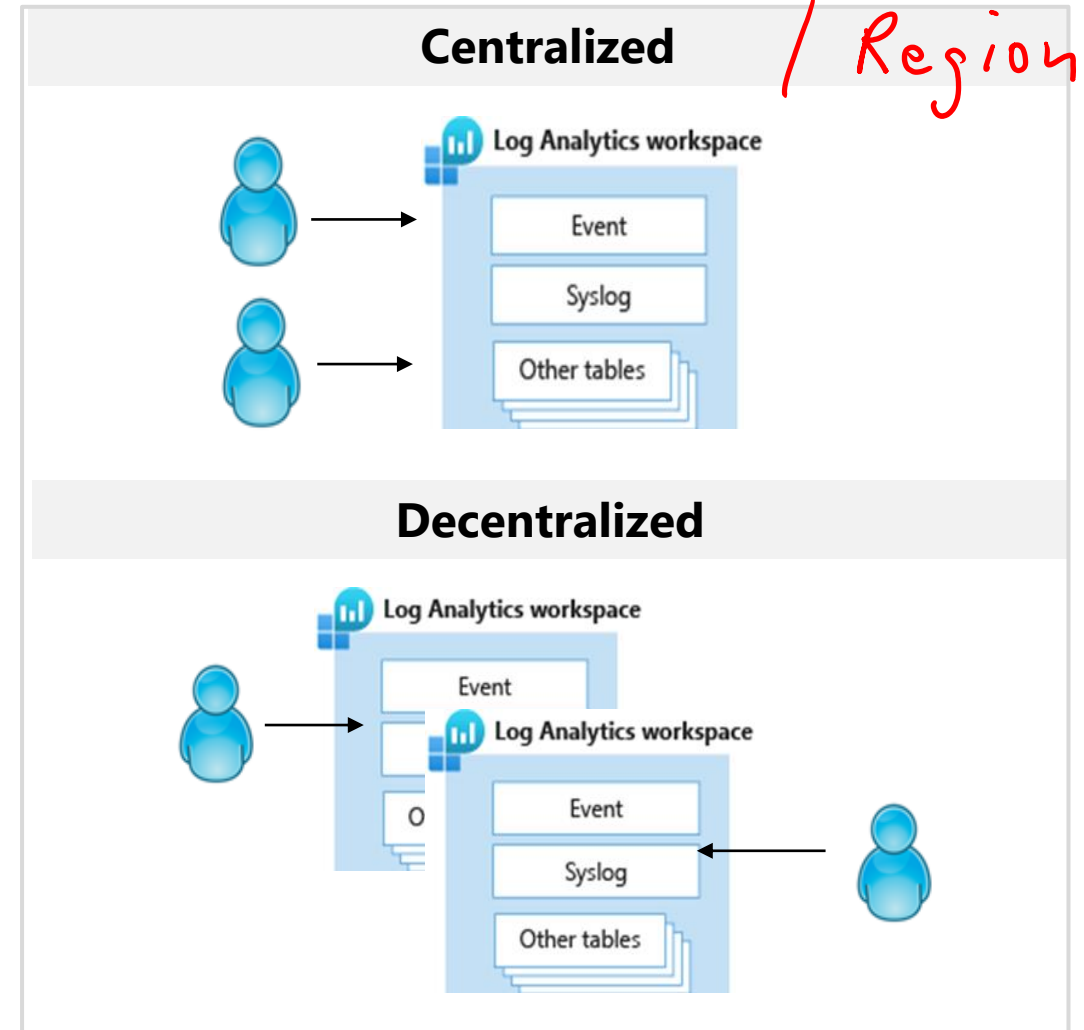 Centralized / Region
Log Analytics workspace
Event
Syslog
Other tables
Decentralized
Log Analytics workspace
Event
O
Log Analytics workspace
Event
Syslog
Other tables